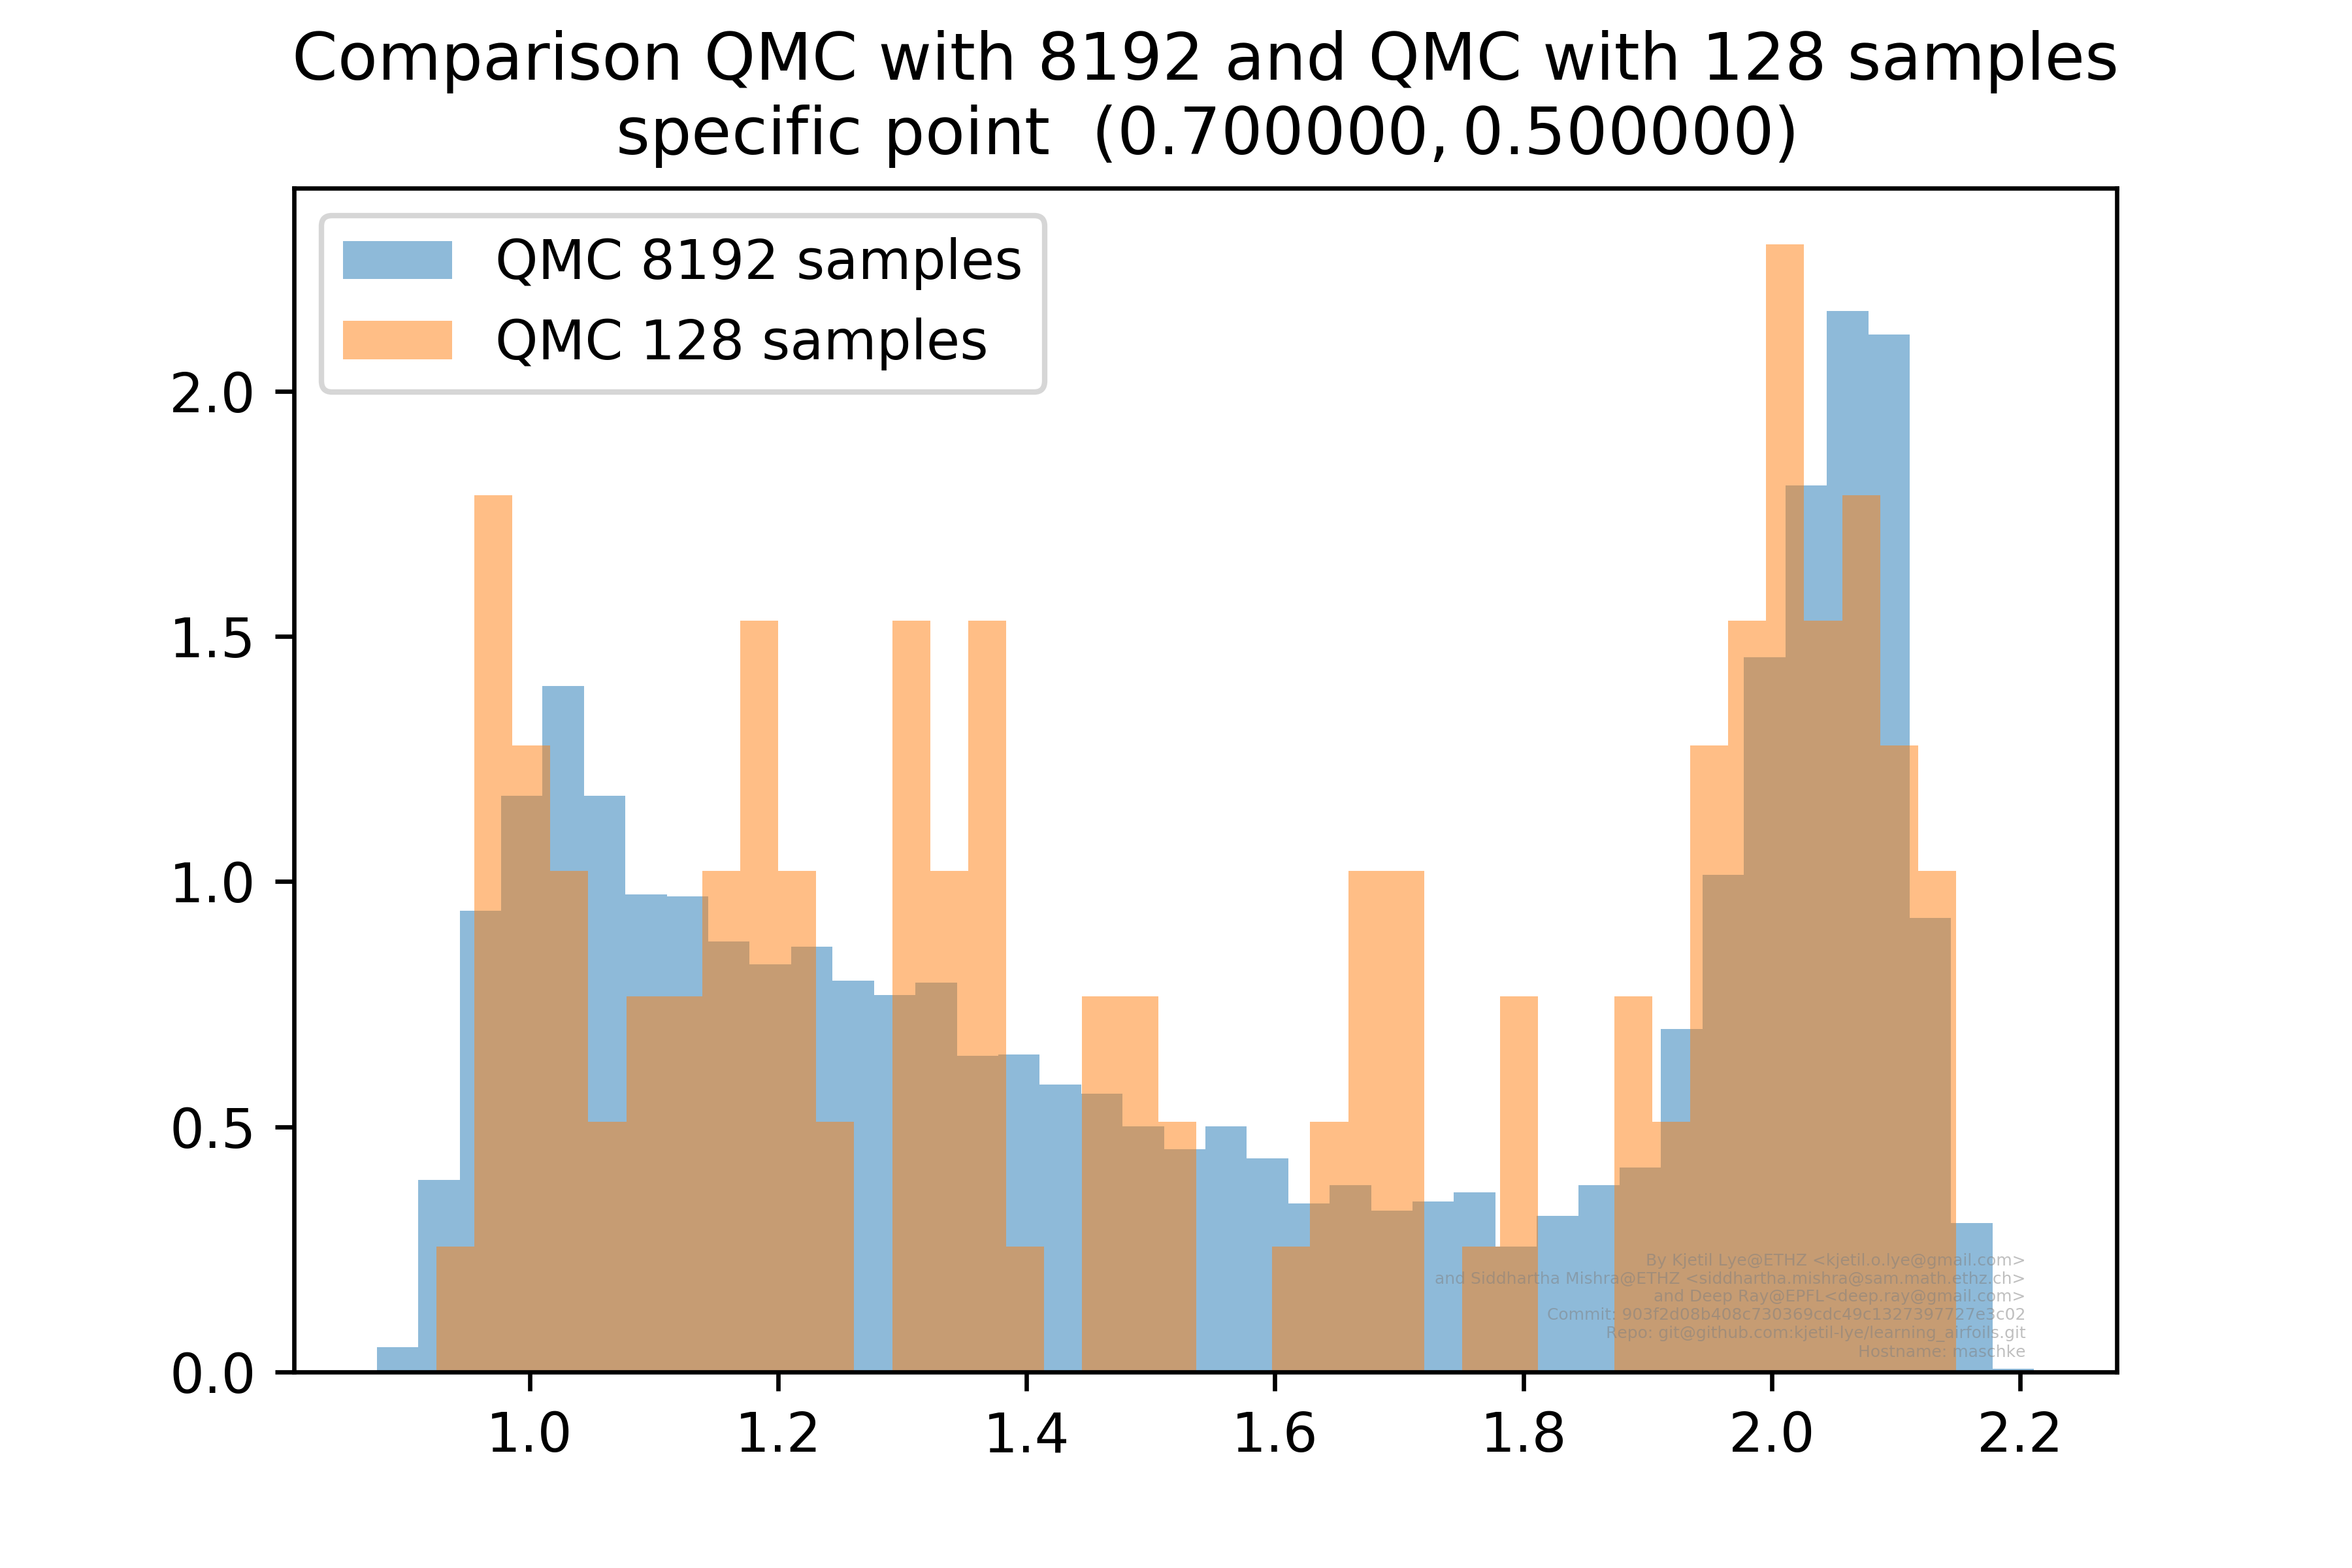 Comparison QMC with 8192 and QMC with 128 samples
specific point (0.700000, 0.500000)
QMC 8192 samples
QMC 128 samples
2.0
1.5
1.0
0.5
0.0
1.0 1.2 1.4 1.6 1.8 2.0 2.2
By Kjetil Lye@ETHZ <kjetil.o.lye@gmail.com>
and Siddhartha Mishra@ETHZ <siddhartha.mishra@sam.math.ethz.ch>
and Deep Ray@EPFL<deep.ray@gmail.com>
Commit: 903f2d08b408c730369cdc49c1327397727e3c02
Repo: git@github.com:kjetil-lye/learning_airfoils.git
Hostname: maschke